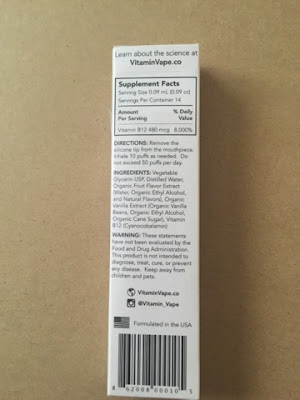 Learn about the science at
VitaminVape.co
Supplement Facts
Serving Size 0.09 mL (0.09 cc)
Servings Per Container 14
Amount % Daily
Per Serving Value
Vitamin B12 480 mcg 8,000%
DIRECTIONS: Remove the
silicone tip from the mouthpiece.
Inhale 10 puffs as needed. Do
not exceed 50 puffs per day.
INGREDIENTS: Vegetable
Glycerin USP, Distilled Water,
Organic Fruit Flavor Extract
(Water, Organic Ethyl Alcohol,
and Natural Flavors), Organic
Vanilla Extract (Organic Vanilla
Beans, Organic Ethyl Alcohol,
Organic Cane Sugar), Vitamin
B12 (Cyanocobalamin)
WARNING: These statements
have not been evaluated by the
Food and Drug Administration.
This product is not intended to
diagnose, treat, cure, or prevent
any disease. Keep away from
children and pets.
VitaminVape.co
@Vitamin_Vape
Formulated in the USA
8 62608 00010 5